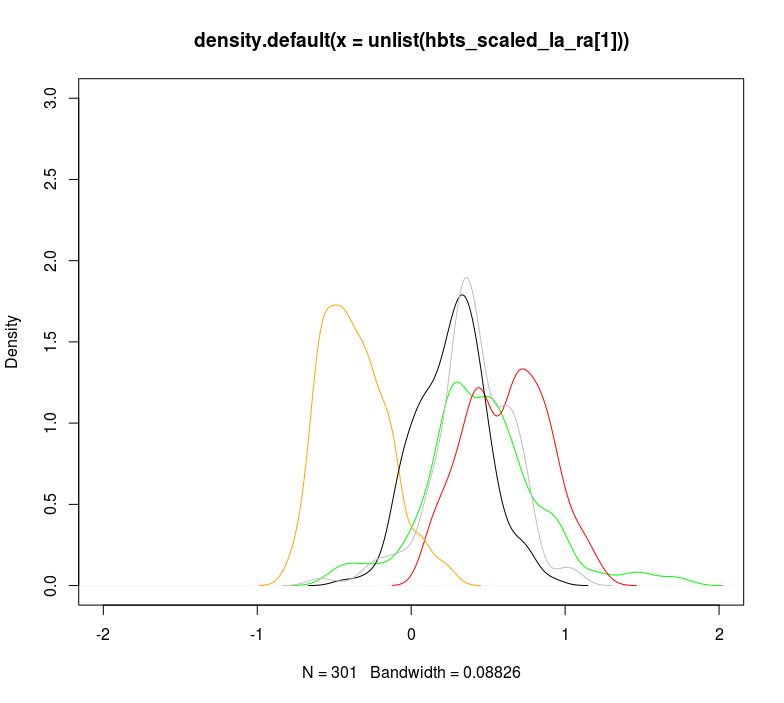 density.default(x = unlist(hbts_scaled_la_ra[1]))
Density
3.0
2.5
2.0
1.5
1.0
0.5
0.0
-2 -1 0 1 2
N = 301 Bandwidth = 0.08826